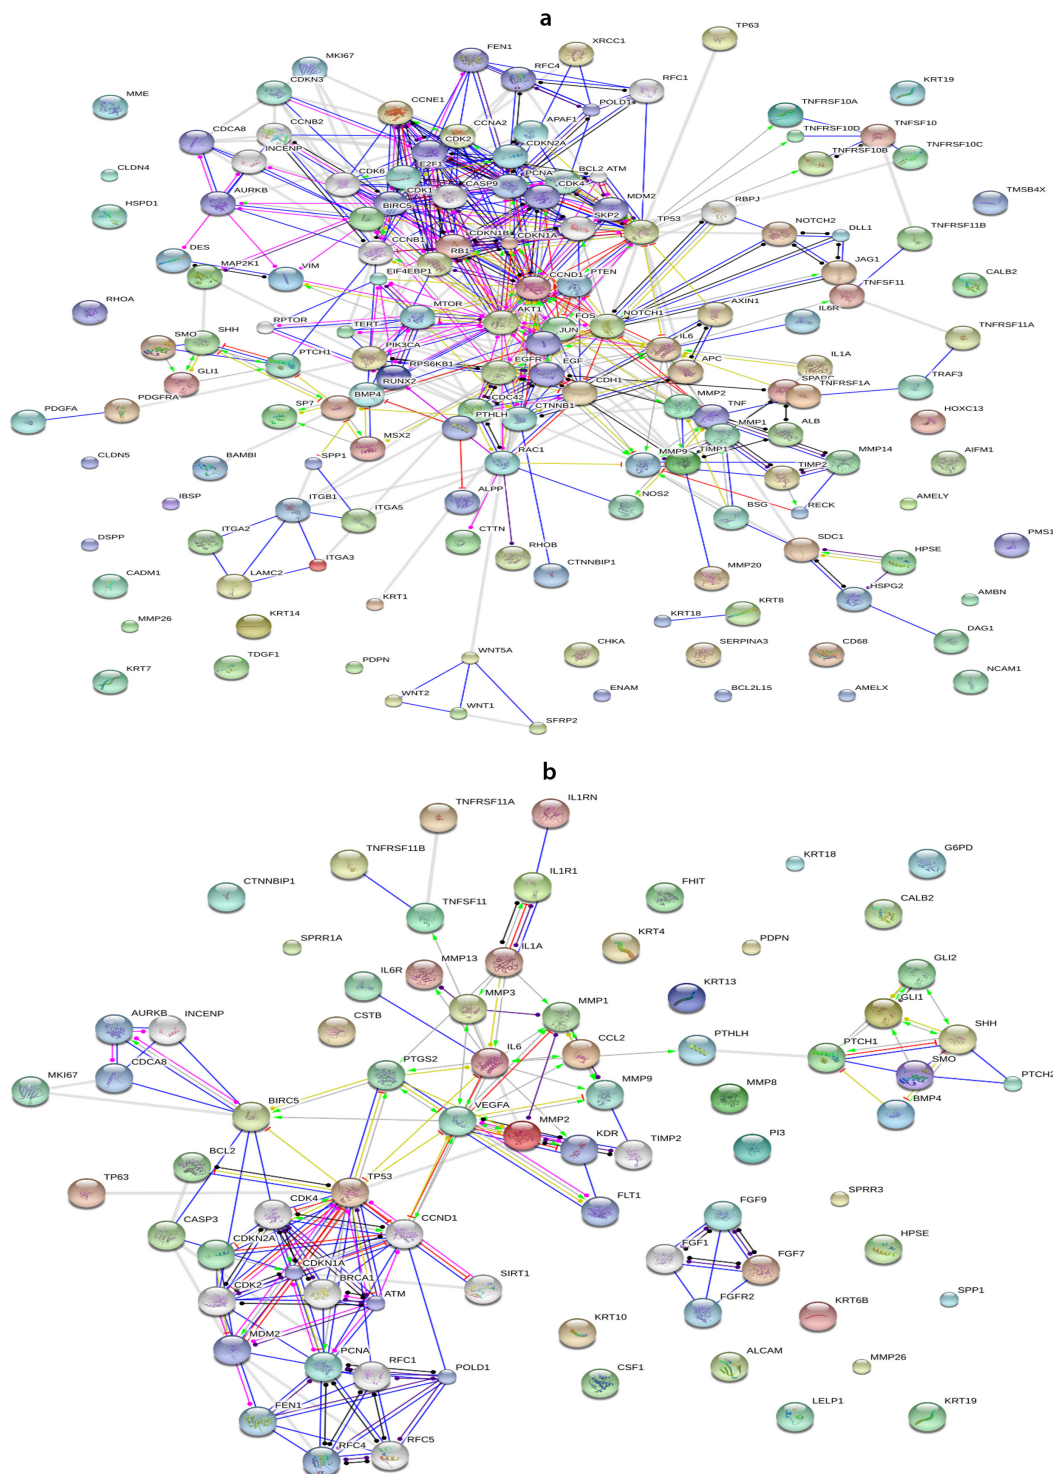 a
TP63
XRCC1
FEN1
MKI67
RFC4
RFC1
KRT19
CDKN3
MME
TNFRSF10A
TNFSF10
POLD1
CCNE1
CCNA2
APAF1
CCNB2
CDCA8
TNFRSF10D
CDK2
CDKN2A
INCENP
TNFRSF10B
TNFRSF10C
E2F1
CLDN4
CDK6
PCNA
BCL2
ATM
CASP9
CDK4
CDK1
MDM2
AURKB
BIRC5
RBPJ
TMSB4X
HSPD1
SKP2
TP53
NOTCH2
DLL1
TNFRSF11B
CCNB1
CDKN1B
CDKN1A
DES
RB1
JAG1
MAP2K1
VIM
EIF4EBP1
CCND1
PTEN
CALB2
TNFSF11
RHOA
MTOR
AXIN1
IL6R
AKT1
FOS
NOTCH1
RPTOR
TERT
JUN
IL6
TNFRSF11A
SMO
SHH
PIK3CA
PTCH1
EGFR
EGF
APC
IL1A
GLI1
RPS6KB1
RUNX2
CDH1
SPARC
TNFRSF1A
TRAF3
BMP4
MMP2
PDGFA
PDGFRA
SP7
CDC42
CTNNB1
TNF
HOXC13
PTHLH
MMP1
ALB
MSX2
CLDN5
BAMBI
SPP1
RAC1
MMP9
TIMP1
TIMP2
MMP14
AIFM1
IBSP
ITGB1
ALPP
NOS2
BSG
RECK
AMELY
ITGA2
ITGA5
DSPP
CTTN
RHOB
SDC1
HPSE
PMS1
ITGA3
CTNNBIP1
MMP20
HSPG2
CADM1
LAMC2
KRT1
AMBN
MMP26
KRT14
KRT18
KRT8
DAG1
TDGF1
WNT5A
CHKA
SERPINA3
CD68
KRT7
PDPN
NCAM1
WNT2
WNT1
ENAM
BCL2L15
AMELX
SFRP2
b
TNFRSF11A
IL1RN
TNFRSF11B
IL1R1
KRT18
G6PD
CTNNBIP1
TNFSF11
FHIT
CALB2
SPRR1A
IL1A
KRT4
PDPN
GLI2
MMP13
IL6R
MMP3
MMP1
KRT13
GLI1
AURKB
INCENP
CSTB
IL6
CCL2
PTHLH
PTCH1
SHH
CDCA8
PTGS2
SMO
MKI67
MMP9
MMP8
PTCH2
BIRC5
VEGFA
BMP4
MMP2
KDR
TIMP2
PI3
BCL2
TP53
FLT1
TP63
CDK4
SPRR3
CASP3
CCND1
FGF9
CDKN2A
HPSE
CDKN1A
FGF1
FGF7
BRCA1
SIRT1
CDK2
ATM
FGFR2
SPP1
MDM2
KRT10
KRT6B
PCNA
RFC1
POLD1
ALCAM
MMP26
CSF1
FEN1
LELP1
KRT19
RFC4
RFC5